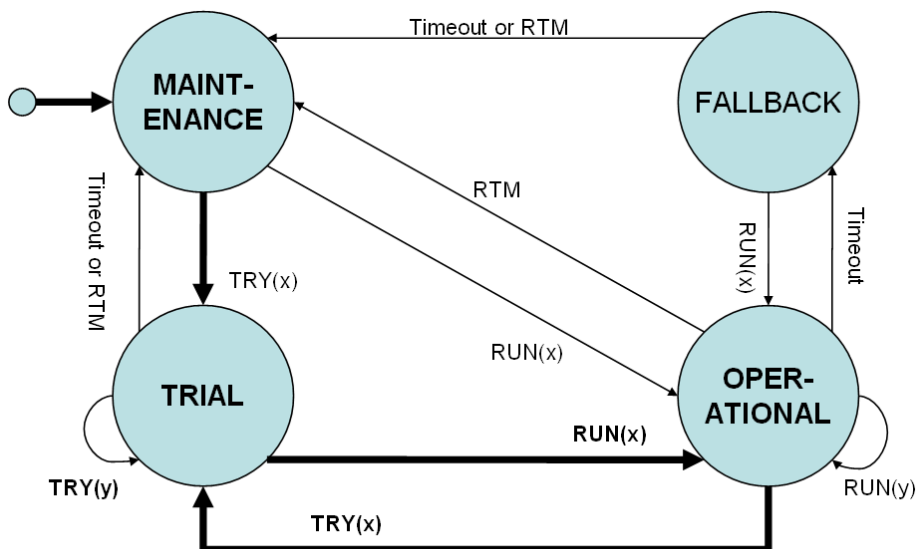 Timeout or RTM
MAINT-
ENANCE
FALLBACK
Timeout or RTM
RTM
RUN(x)
Timeout
TRY(x)
RUN(x)
TRIAL
OPER-
ATIONAL
RUN(x)
TRY(y)
RUN(y)
TRY(x)